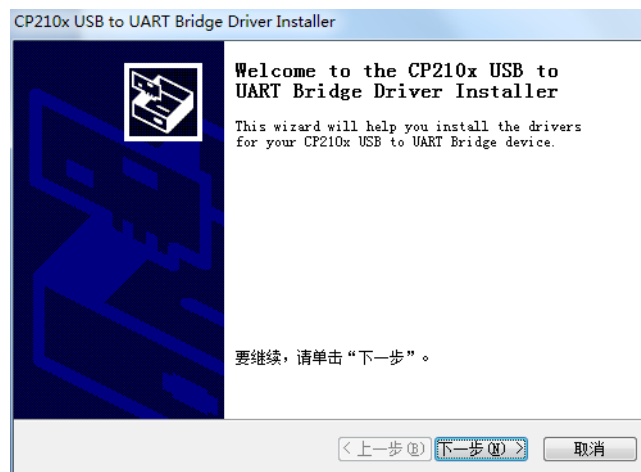 CP210x USB to UART Bridge Driver Installer
Welcome to the CP210x USB to
UART Bridge Driver Installer
This wizard will help you install the drivers
for your CP210x USB to UART Bridge device.
要继续，请单击“下一步”。
< 上一步(B) 下一步(N) > 取消